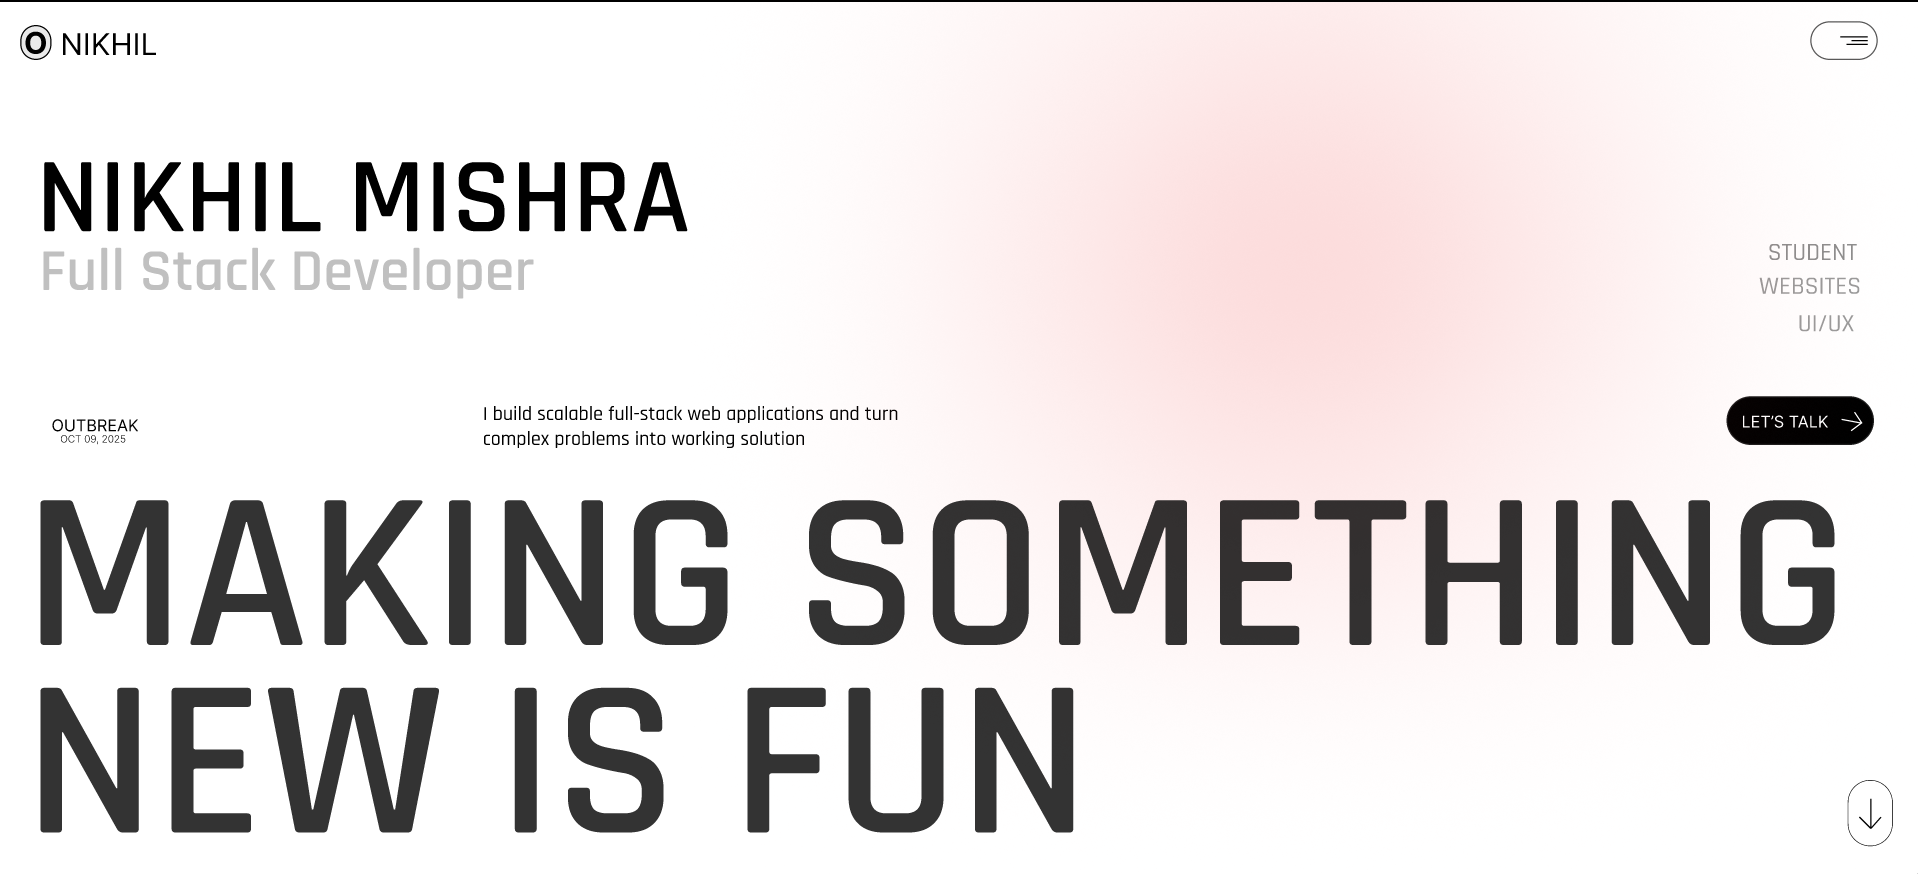 O NIKHIL
NIKHIL MISHRA
Full Stack Developer
STUDENT
WEBSITES
UI/UX
OUTBREAK
OCT 09, 2025
I build scalable full-stack web applications and turn
complex problems into working solution
LET'S TALK
MAKING SOMETHING
NEW IS FUN